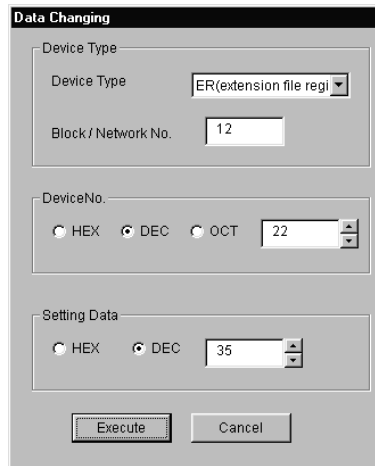 Data Changing
Device Type
Device Type ER(extension file regi
Block / Network No. 12
DeviceNo.
HEX DEC OCT 22
Setting Data
HEX DEC 35
Execute Cancel